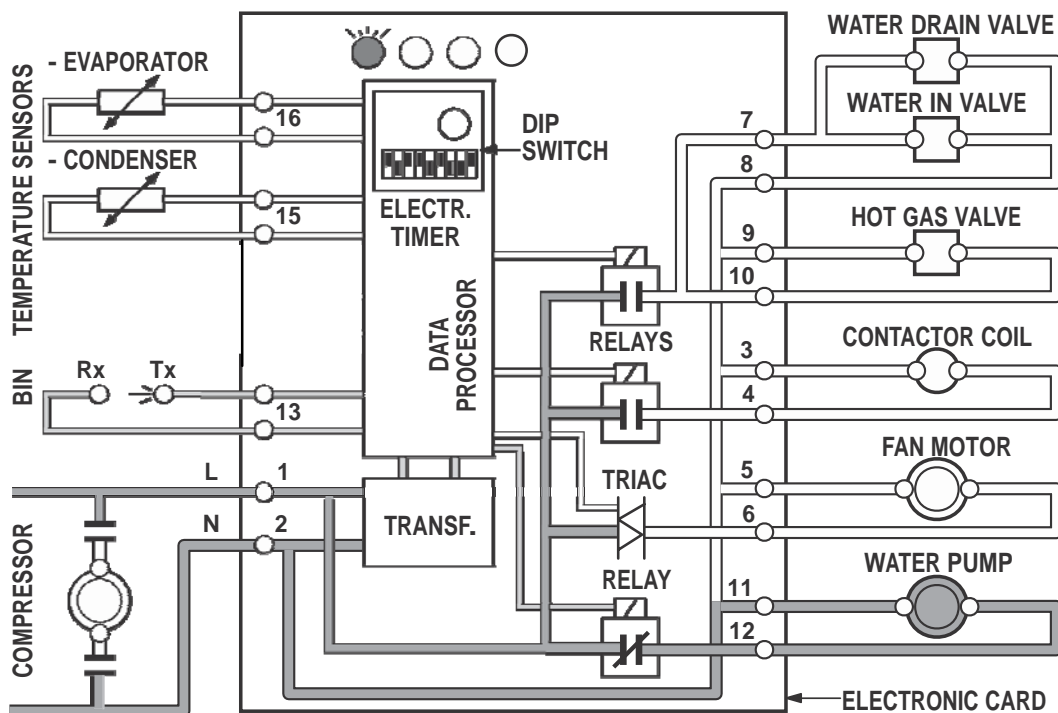 WATER DRAIN VALVE
- EVAPORATOR
WATER IN VALVE
16
7
DIP
SWITCH
TEMPERATURE SENSORS
- CONDENSER
8
15
ELECTR.
TIMER
HOT GAS VALVE
9
10
DATA
PROCESSOR
RELAYS
CONTACTOR COIL
3
BIN
Rx
Tx
4
13
FAN MOTOR
L
1
TRIAC
5
N
2
TRANSF.
6
COMPRESSOR
RELAY
WATER PUMP
11
12
ELECTRONIC CARD